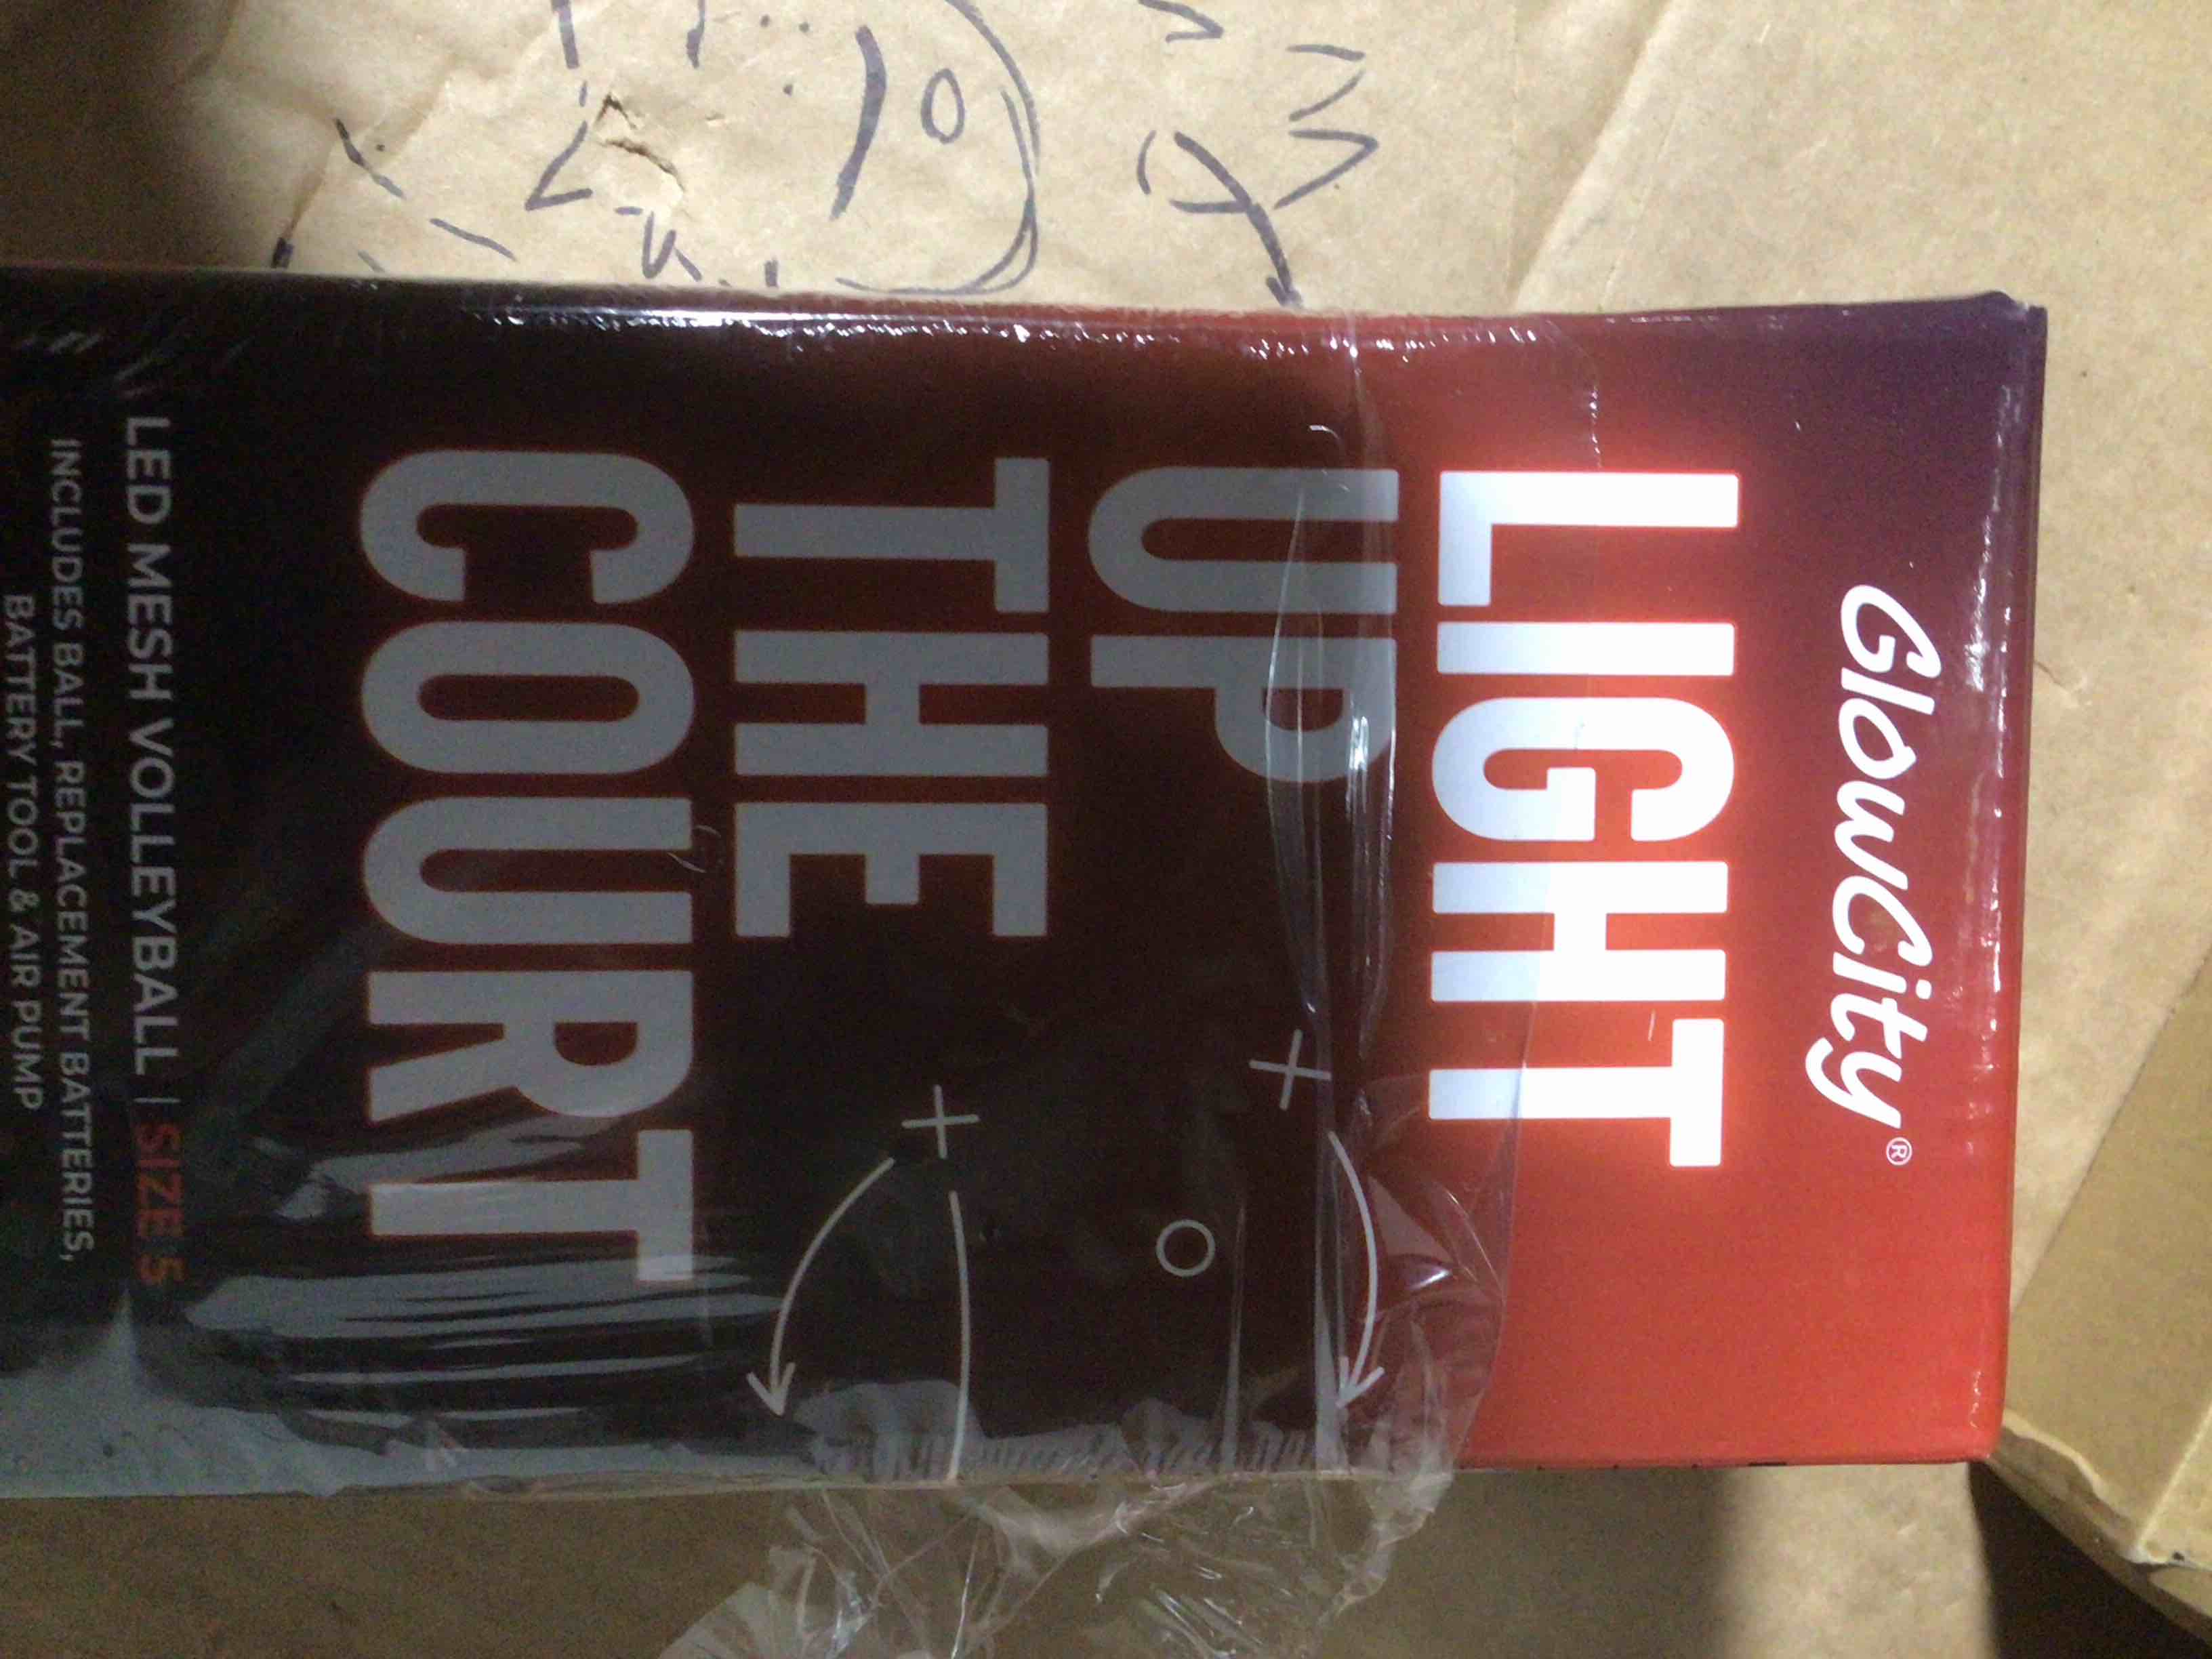 GlowCity®
LIGHT
UP
THE
COURT
LED MESH VOLLEYBALL | SIZE 5
INCLUDES BALL, REPLACEMENT BATTERIES,
BATTERY TOOL & AIR PUMP